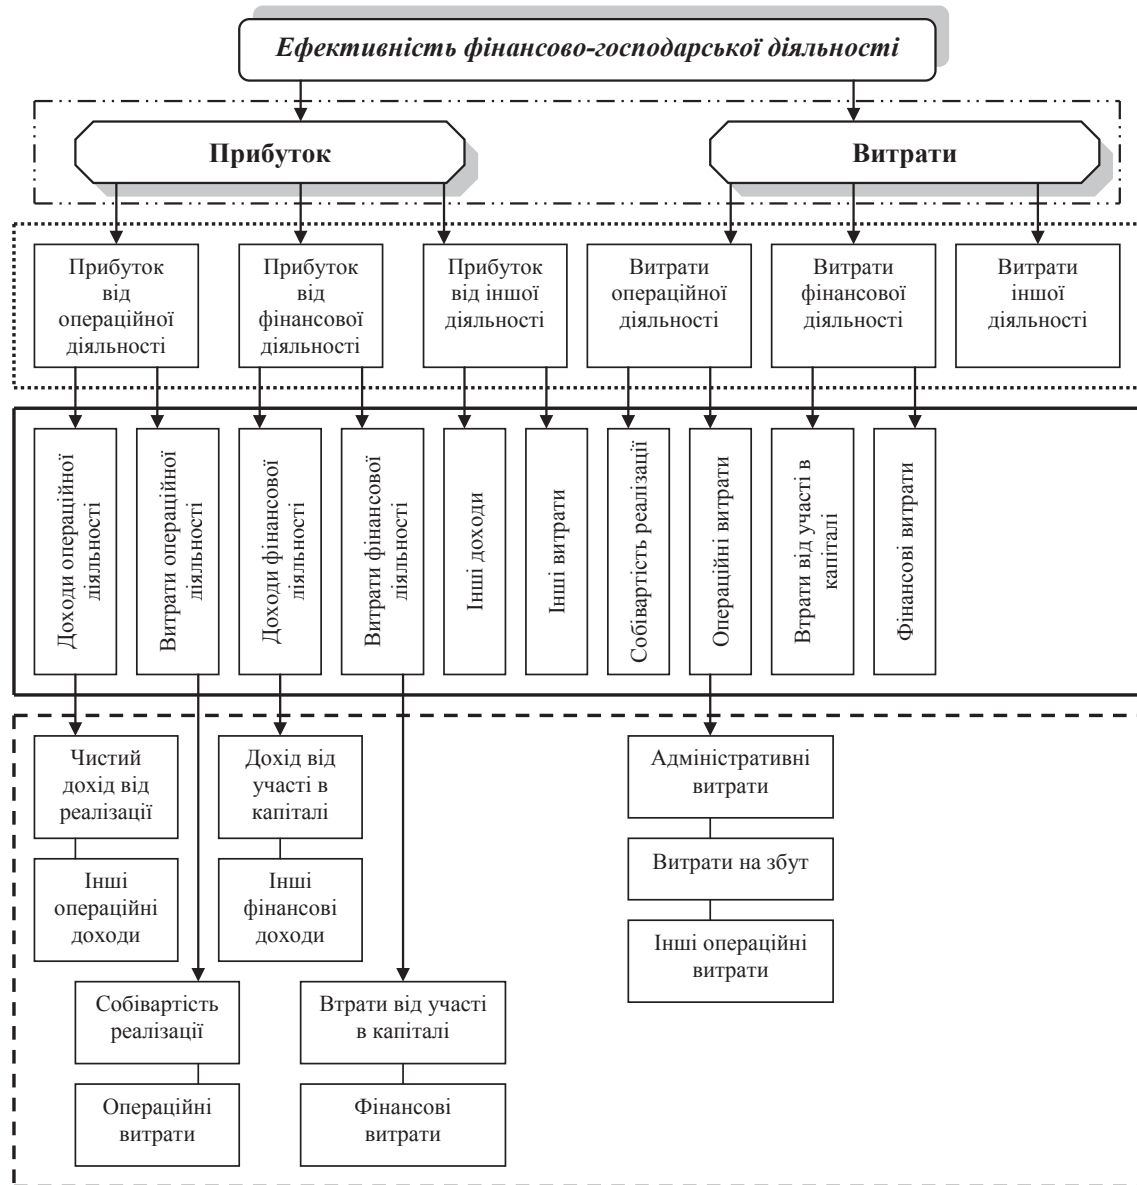 Ефективність фінансово-господарської діяльності
Прибуток
Витрати
Прибуток
від
операційної
діяльності
Прибуток
від
фінансової
діяльності
Прибуток
від іншої
діяльності
Витрати
операційної
діяльності
Витрати
фінансової
діяльності
Витрати
іншої
діяльності
Доходи операційної
діяльності
Витрати операційної
діяльності
Доходи фінансової
діяльності
Витрати фінансової
діяльності
Інші доходи
Інші витрати
Собівартість реалізації
Операційні витрати
Втрати від участі в
капіталі
Фінансові витрати
Чистий
дохід від
реалізації
Дохід від
участі в
капіталі
Адміністративні
витрати
Інші
операційні
доходи
Інші
фінансові
доходи
Витрати на збут
Інші операційні
витрати
Собівартість
реалізації
Втрати від участі
в капіталі
Операційні
витрати
Фінансові
витрати